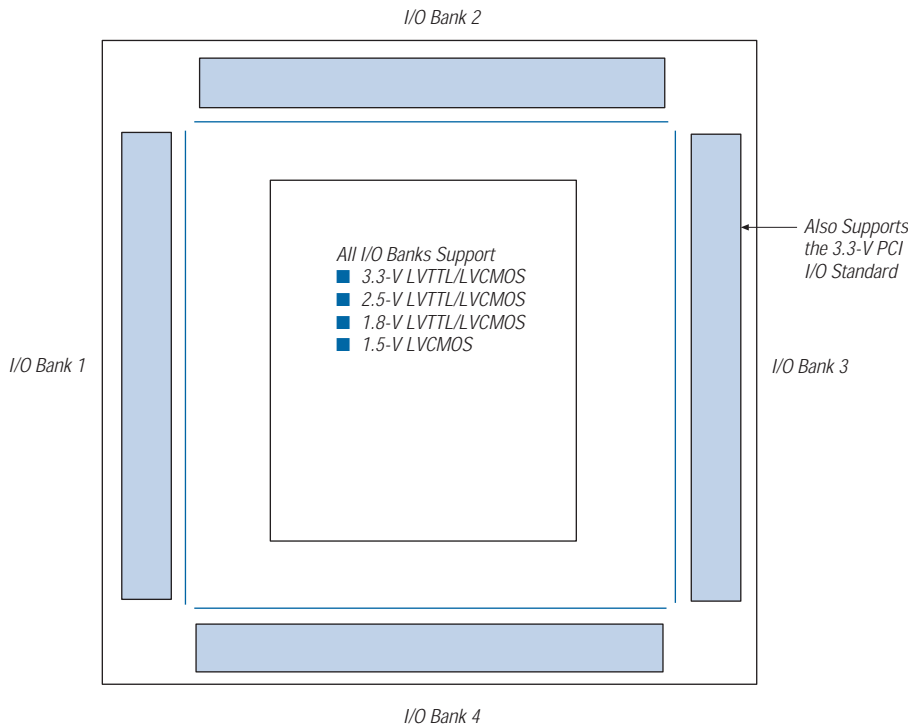 I/O Bank 2
Also Supports
the 3.3-V PCI
I/O Standard
All I/O Banks Support
■ 3.3-V LVTTL/LVCMOS
■ 2.5-V LVTTL/LVCMOS
■ 1.8-V LVTTL/LVCMOS
■ 1.5-V LVCMOS
I/O Bank 1
I/O Bank 3
I/O Bank 4